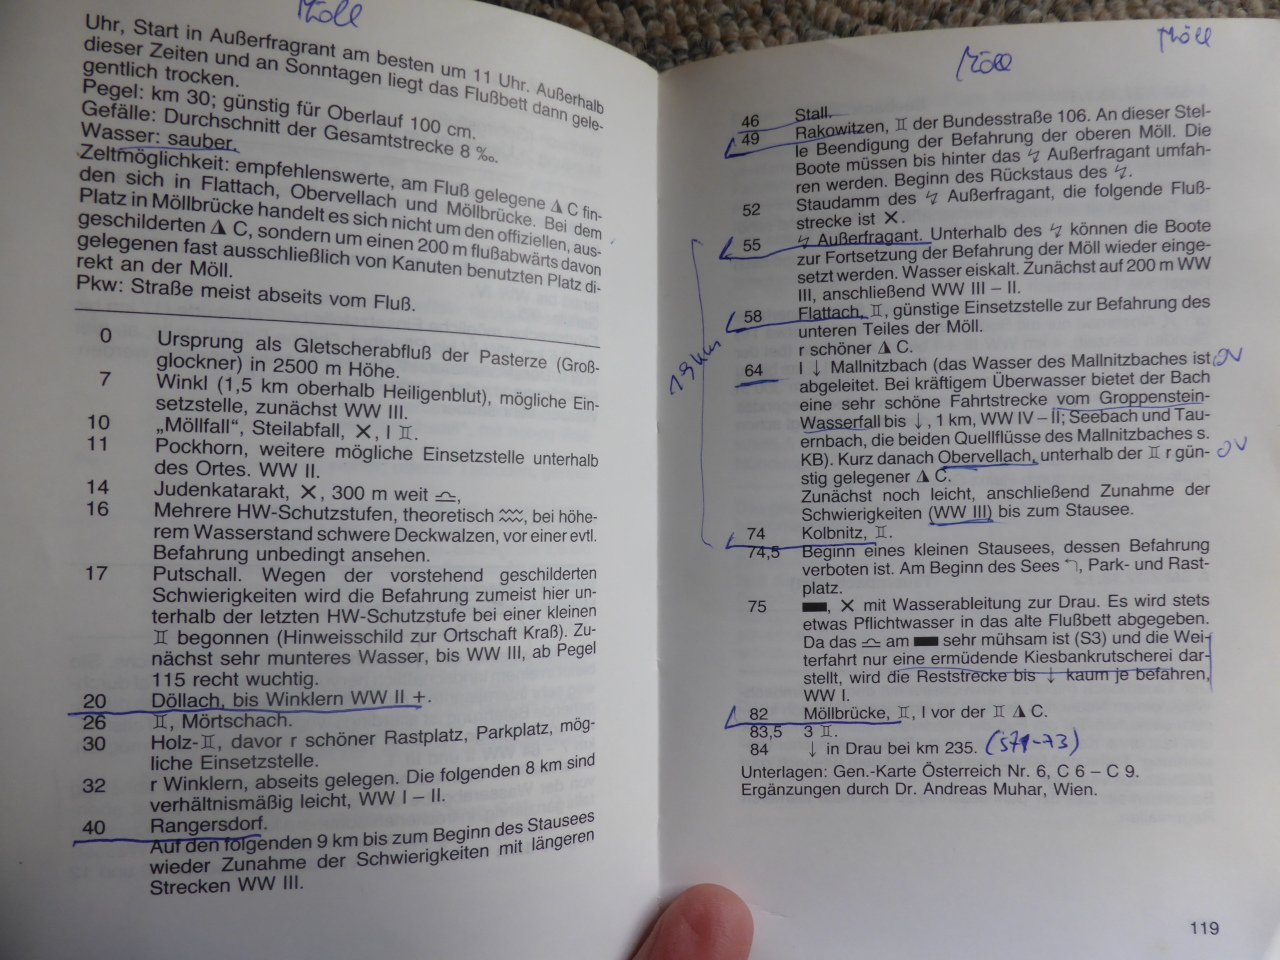 Möll
Uhr, Start in Außerfragrant am besten um 11 Uhr. Außerhalb
dieser Zeiten und an Sonntagen liegt das Flußbett dann gele-
gentlich trocken.
Pegel: km 30; günstig für Oberlauf 100 cm.
Gefälle: Durchschnitt der Gesamtstrecke 8 ‰.
Wasser: sauber.
Zeltmöglichkeit: empfehlenswerte, am Fluß gelegene C fin-
den sich in Flattach, Obervellach und Möllbrücke. Bei dem
Platz in Möllbrücke handelt es sich nicht um den offiziellen, aus-
geschilderten C, sondern um einen 200 m flußabwärts davon
gelegenen fast ausschließlich von Kanuten benutzten Platz di-
rekt an der Möll.
Pkw: Straße meist abseits vom Fluß.
0 Ursprung als Gletscherabfluß der Pasterze (Groß-
glockner) in 2500 m Höhe.
7 Winkl (1,5 km oberhalb Heiligenblut), mögliche Ein-
setzstelle, zunächst WW III.
10 „Möllfall“, Steilabfall, ✕, l ♊.
11 Pockhorn, weitere mögliche Einsetzstelle unterhalb
des Ortes. WW II.
14 Judenkatarakt, ✕, 300 m weit ,
16 Mehrere HW-Schutzstufen, theoretisch , bei höhe-
rem Wasserstand schwere Deckwalzen, vor einer evtl.
Befahrung unbedingt ansehen.
17 Putschall. Wegen der vorstehend geschilderten
Schwierigkeiten wird die Befahrung zumeist hier un-
terhalb der letzten HW-Schutzstufe bei einer kleinen
♊ begonnen (Hinweisschild zur Ortschaft Kraß). Zu-
nächst sehr munteres Wasser, bis WW III, ab Pegel
115 recht wuchtig.
20 Döllach, bis Winklern WW II +.
26 ♊, Mörtschach.
30 Holz-♊, davor r schöner Rastplatz, Parkplatz, mög-
liche Einsetzstelle.
32 r Winklern, abseits gelegen. Die folgenden 8 km sind
verhältnismäßig leicht, WW I – II.
40 Rangersdorf.
Auf den folgenden 9 km bis zum Beginn des Stausees
wieder Zunahme der Schwierigkeiten mit längeren
Strecken WW III.
Möll
Möll
46 Stall.
49 Rakowitzen, ♊ der Bundesstraße 106. An dieser Stel-
le Beendigung der Befahrung der oberen Möll. Die
Boote müssen bis hinter das ↯ Außerfragant umfah-
ren werden. Beginn des Rückstaus des ↯.
52 Staudamm des ↯ Außerfragant, die folgende Fluß-
strecke ist ✕.
55 ↯ Außerfragant. Unterhalb des ↯ können die Boote
zur Fortsetzung der Befahrung der Möll wieder einge-
setzt werden. Wasser eiskalt. Zunächst auf 200 m WW
III, anschließend WW III – II.
58 Flattach, ♊, günstige Einsetzstelle zur Befahrung des
unteren Teiles der Möll.
r schöner C.
19 km
64 l ↓ Mallnitzbach (das Wasser des Mallnitzbaches ist OV
abgeleitet. Bei kräftigem Überwasser bietet der Bach
eine sehr schöne Fahrtstrecke vom Groppenstein-
Wasserfall bis ↓, 1 km, WW IV – II; Seebach und Tau-
ernbach, die beiden Quellflüsse des Mallnitzbaches s.
KB). Kurz danach Obervellach, unterhalb der ♊ r gün- OV
stig gelegener C.
Zunächst noch leicht, anschließend Zunahme der
Schwierigkeiten (WW III) bis zum Stausee.
74 Kolbnitz, ♊.
74,5 Beginn eines kleinen Stausees, dessen Befahrung
verboten ist. Am Beginn des Sees , Park- und Rast-
platz.
75 , ✕ mit Wasserableitung zur Drau. Es wird stets
etwas Pflichtwasser in das alte Flußbett abgegeben.
Da das am sehr mühsam ist (S3) und die Wei-
terfahrt nur eine ermüdende Kiesbankrutscherei dar-
stellt, wird die Reststrecke bis ↓ kaum je befahren,
WW I.
82 Möllbrücke, ♊, l vor der ♊ C.
83,5 3 ♊.
84 ↓ in Drau bei km 235. (S71-73)
Unterlagen: Gen.-Karte Österreich Nr. 6, C 6 – C 9.
Ergänzungen durch Dr. Andreas Muhar, Wien.
119